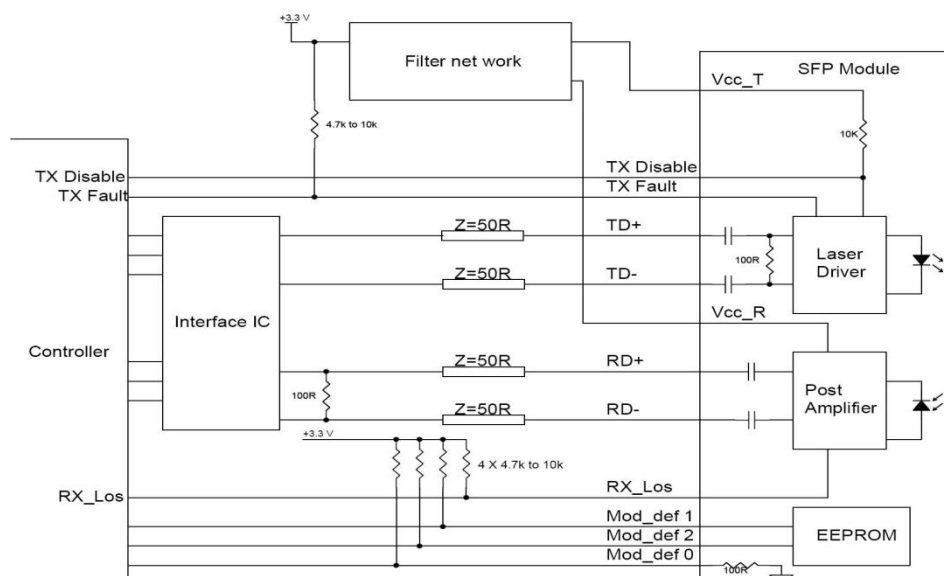 +3.3 V
Filter net work
SFP Module
Vcc_T
4.7k to 10k
10K
TX Disable
TX Disable
TX Fault
TX Fault
Z=50R
TD+
100R
Laser
Driver
Z=50R
TD-
Interface IC
Vcc_R
Controller
Z=50R
RD+
100R
Post
Amplifier
Z=50R
RD-
+3.3 V
4 X 4.7k to 10k
RX_Los
RX_Los
Mod_def 1
Mod_def 2
EEPROM
Mod_def 0
100R